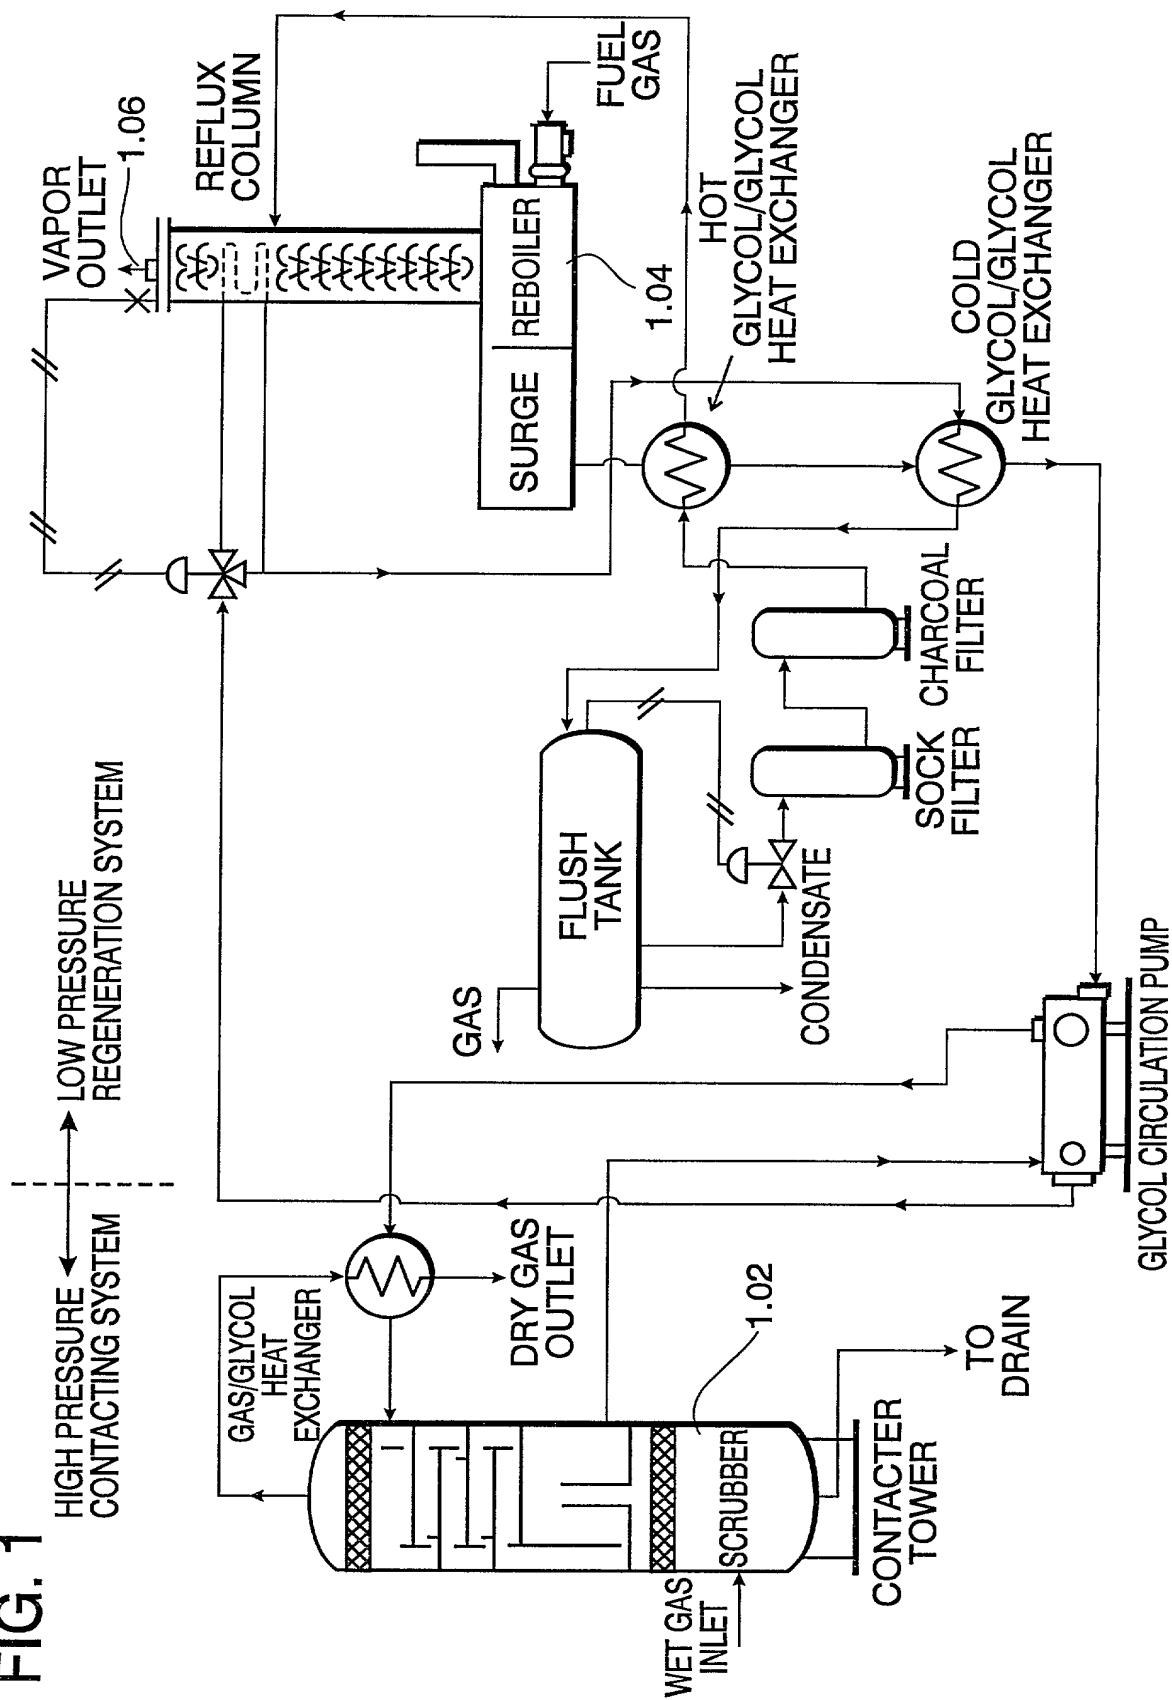 FIG. 1
HIGH PRESSURE
CONTACTING SYSTEM
LOW PRESSURE
REGENERATION SYSTEM
VAPOR
OUTLET
1.06
REFLUX
COLUMN
GAS/GLYCOL
HEAT
EXCHANGER
DRY GAS
OUTLET
GAS
FLUSH
TANK
SURGE
REBOILER
FUEL
GAS
1.04
HOT
GLYCOL/GLYCOL
HEAT EXCHANGER
WET GAS
INLET
SCRUBBER
1.02
CONDENSATE
SOCK
FILTER
CHARCOAL
FILTER
COLD
GLYCOL/GLYCOL
HEAT EXCHANGER
CONTACTER
TOWER
TO
DRAIN
GLYCOL CIRCULATION PUMP